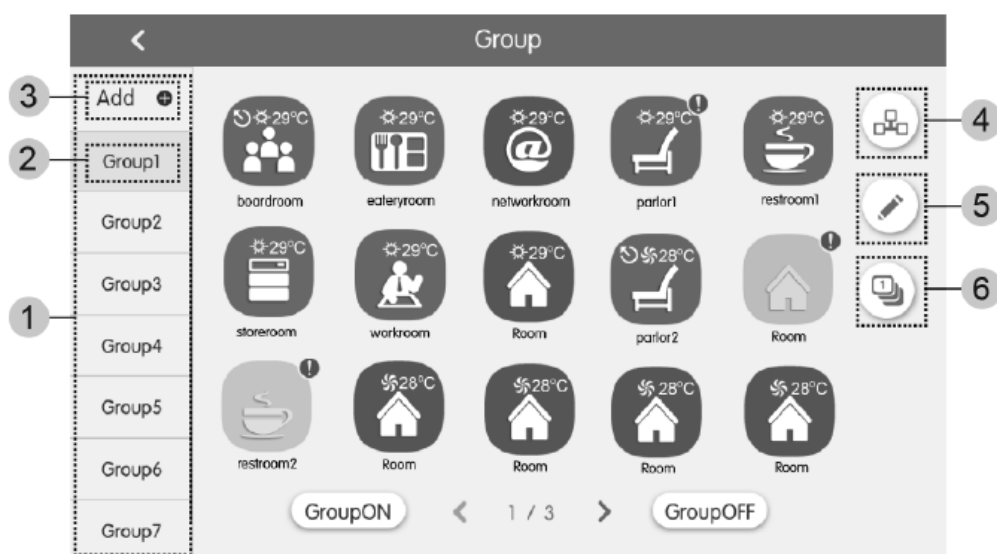 Group
3
Add
4
29°C 29°C 29°C 29°C 29°C
2
Group1
boardroom eateryroom networkroom parlor1 restroom1
5
Group2
29°C 29°C 29°C 28°C
Group3
6
1
1
storeroom workroom Room parlor2 Room
Group4
28°C 28°C 28°C 28°C
Group5
restroom2 Room Room Room Room
Group6
GroupON 1 / 3 GroupOFF
Group7